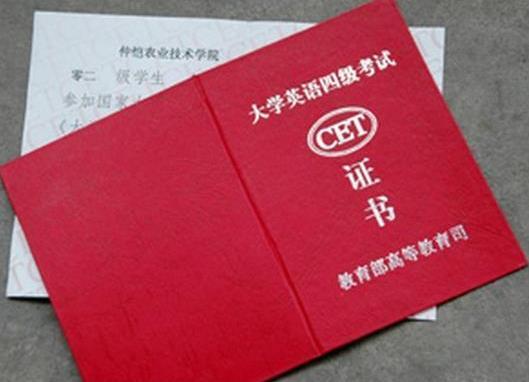 仲恺农业技术学院
零二 级学生
参加国家
大学英语四级考试
CET
证
书
教育部高等教育司